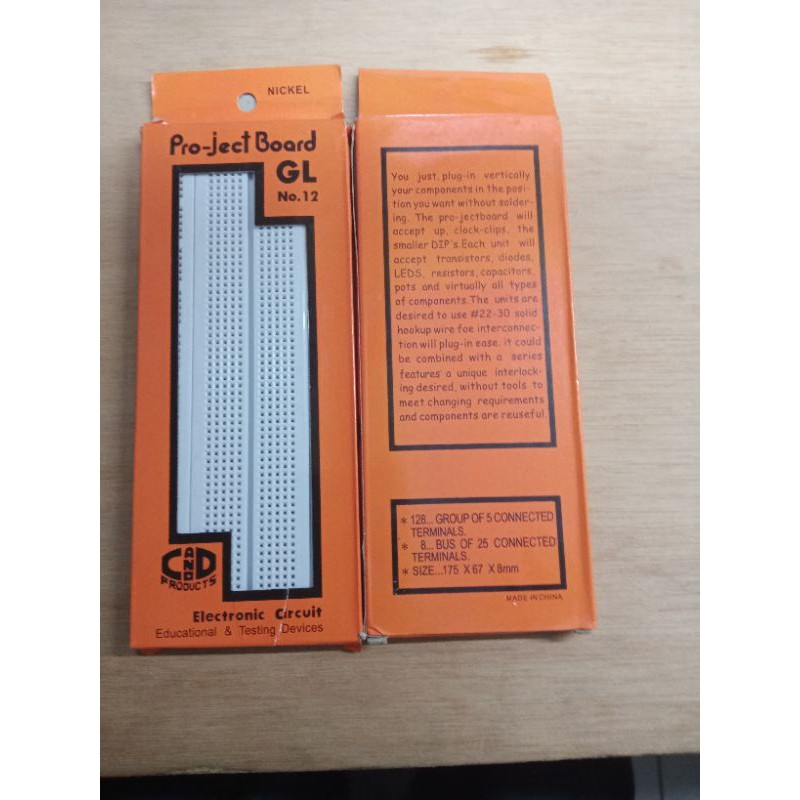 NICKEL
Pro-ject Board
GL
No.12
C AND D
PRODUCTS
Electronic Circuit
Educational & Testing Devices
You just plug-in vertically
your components in the posi-
tion you want without solder-
ing. The pro-jectboard will
accept up, clock-clips, the
smaller DIP's.Each unit will
accept transistors, diodes,
LEDS, resistors, capacitors,
pots and virtually all types
of components.The units are
desired to use #22-30 solid
hookup wire foe interconnec-
tion will plug-in ease. it could
be combined with a series
features a unique interlock-
ing desired, without tools to
meet changing requirements
and components are reuseful.
* 128... GROUP OF 5 CONNECTED
TERMINALS.
* 8... BUS OF 25 CONNECTED
TERMINALS.
* SIZE...175 X 67 X 8mm
MADE IN CHINA